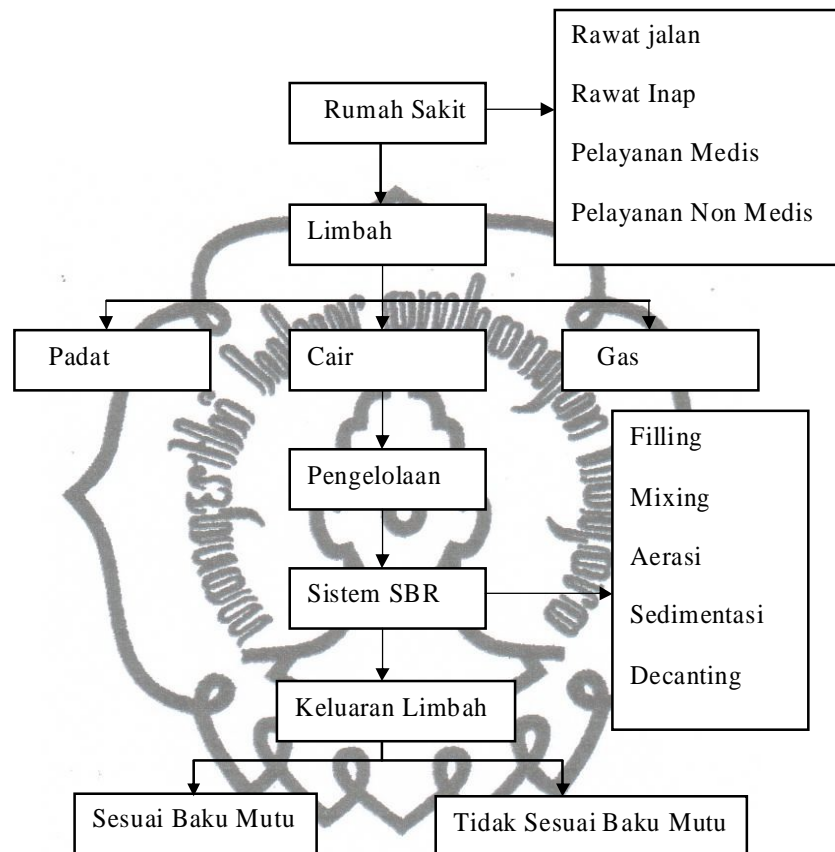 Rawat jalan
Rumah Sakit
Rawat Inap
Pelayanan Medis
Pelayanan Non Medis
Limbah
Padat
Cair
Gas
Filling
Pengelolaan
Mixing
Aerasi
Sistem SBR
Sedimentasi
Decanting
Keluaran Limbah
Sesuai Baku Mutu
Tidak Sesuai Baku Mutu